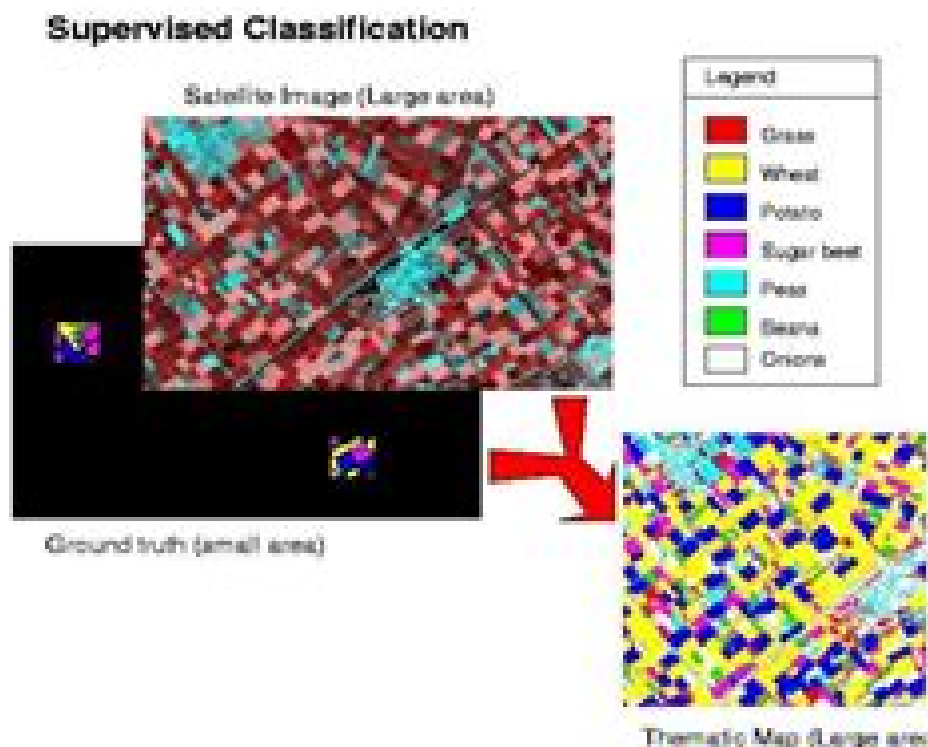 Supervised Classification
Satellite Image (Large area)
Legend
Grass
Wheat
Potato
Sugar beet
Peas
Beans
Onions
Ground truth (small area)
Thematic Map (Large area